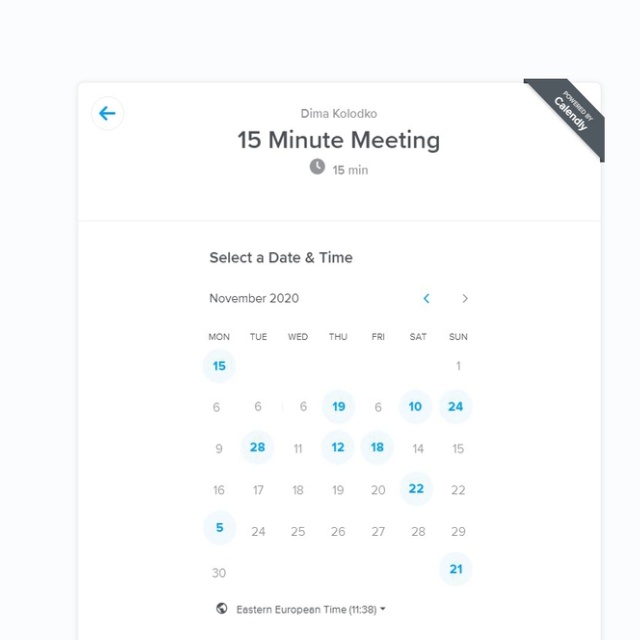 POWERED BY
Calendly
Dima Kolodko
15 Minute Meeting
15 min
Select a Date & Time
November 2020
MON TUE WED THU FRI SAT SUN
15 1
6 6 6 19 6 10 24
9 28 11 12 18 14 15
16 17 18 19 20 22 22
5 24 25 26 27 28 29
30 21
Eastern European Time (11:38)